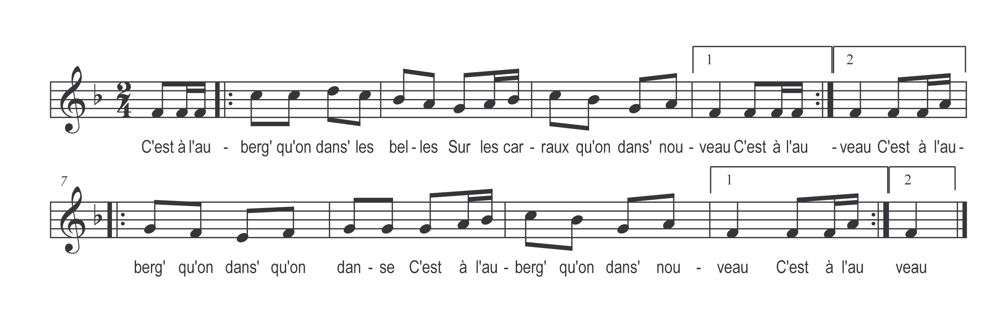 1 2
2
4
C'est à l'au - berg' qu'on dans' les bel - les Sur les car - raux qu'on dans' nou - veau C'est à l'au - veau C'est à l'au -
7
1 2
berg' qu'on dans' qu'on dan - se C'est à l'au - berg' qu'on dans' nou - veau C'est à l'au veau